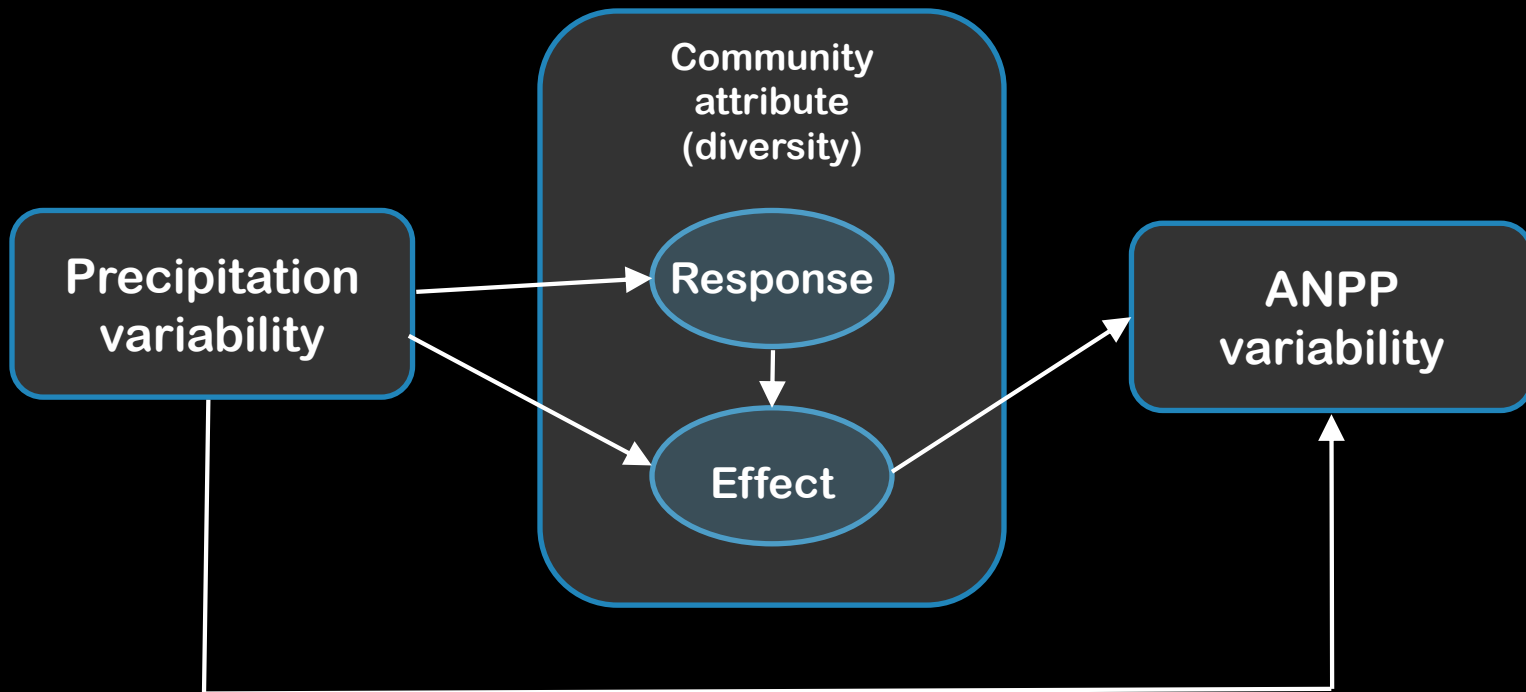 Community
attribute
(diversity)
Precipitation
variability
Response
Effect
ANPP
variability